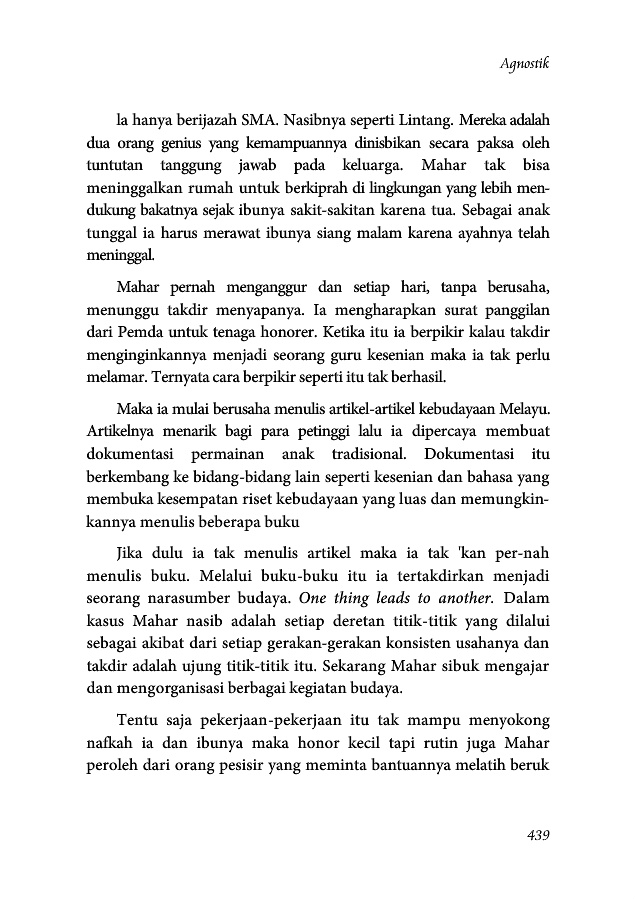 Agnostik
la hanya berijazah SMA. Nasibnya seperti Lintang. Mereka adalah
dua orang genius yang kemampuannya dinisbikan secara paksa oleh
tuntutan tanggung jawab pada keluarga. Mahar tak bisa
meninggalkan rumah untuk berkiprah di lingkungan yang lebih men-
dukung bakatnya sejak ibunya sakit-sakitan karena tua. Sebagai anak
tunggal ia harus merawat ibunya siang malam karena ayahnya telah
meninggal.
Mahar pernah menganggur dan setiap hari, tanpa berusaha,
menunggu takdir menyapanya. Ia mengharapkan surat panggilan
dari Pemda untuk tenaga honorer. Ketika itu ia berpikir kalau takdir
menginginkannya menjadi seorang guru kesenian maka ia tak perlu
melamar. Ternyata cara berpikir seperti itu tak berhasil.
Maka ia mulai berusaha menulis artikel-artikel kebudayaan Melayu.
Artikelnya menarik bagi para petinggi lalu ia dipercaya membuat
dokumentasi permainan anak tradisional. Dokumentasi itu
berkembang ke bidang-bidang lain seperti kesenian dan bahasa yang
membuka kesempatan riset kebudayaan yang luas dan memungkin-
kannya menulis beberapa buku
Jika dulu ia tak menulis artikel maka ia tak 'kan per-nah
menulis buku. Melalui buku-buku itu ia tertakdirkan menjadi
seorang narasumber budaya. One thing leads to another. Dalam
kasus Mahar nasib adalah setiap deretan titik-titik yang dilalui
sebagai akibat dari setiap gerakan-gerakan konsisten usahanya dan
takdir adalah ujung titik-titik itu. Sekarang Mahar sibuk mengajar
dan mengorganisasi berbagai kegiatan budaya.
Tentu saja pekerjaan-pekerjaan itu tak mampu menyokong
nafkah ia dan ibunya maka honor kecil tapi rutin juga Mahar
peroleh dari orang pesisir yang meminta bantuannya melatih beruk
439